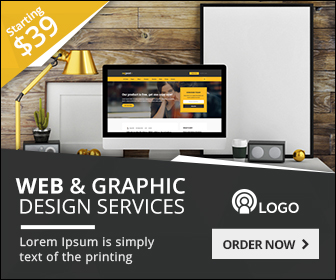 Starting
$39
WEB & GRAPHIC
DESIGN SERVICES
LOGO
Lorem Ipsum is simply
text of the printing
ORDER NOW